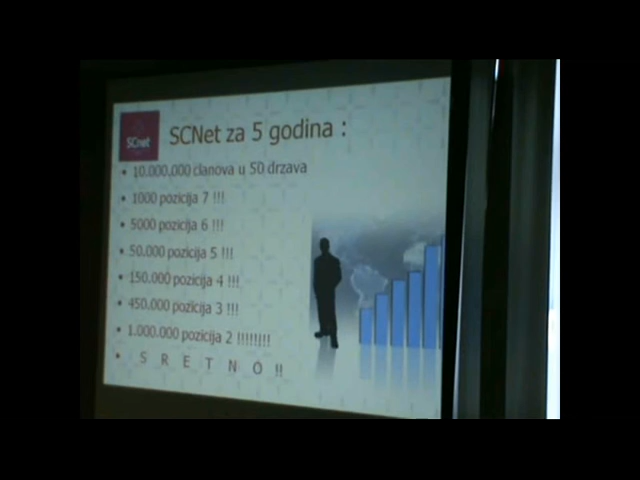 SCnet
SCNet za 5 godina :
• 10.000.000 clanova u 50 drzava
• 1000 pozicija 7 !!!
• 5000 pozicija 6 !!!
• 50.000 pozicija 5 !!!
• 150.000 pozicija 4 !!!
• 450.000 pozicija 3 !!!
• 1.000.000 pozicija 2 !!!!!!!!
• S R E T N O !!